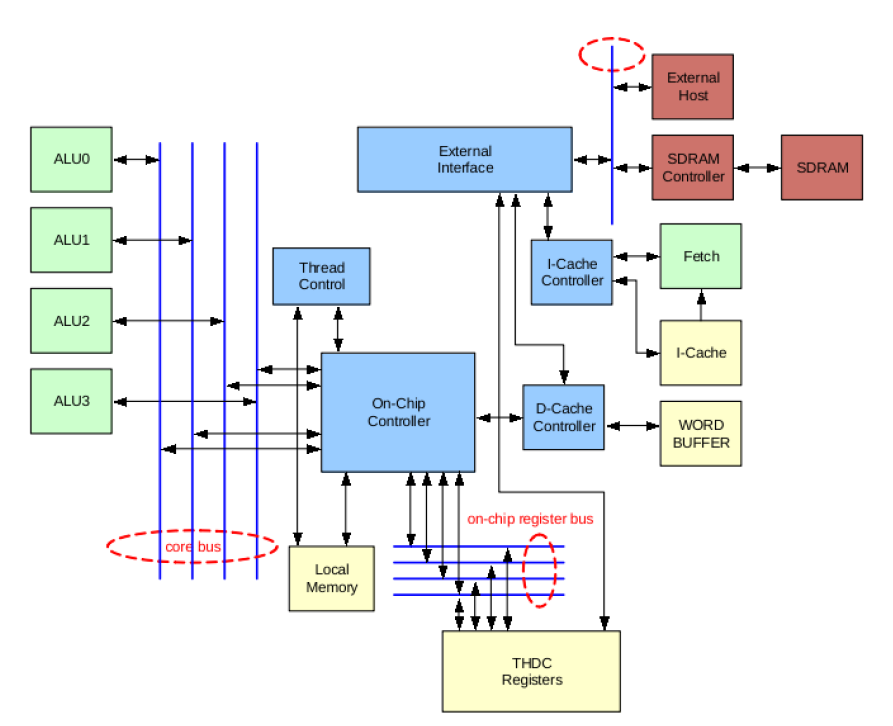 External
Host
ALU0
External
Interface
SDRAM
Controller
SDRAM
ALU1
Thread
Control
I-Cache
Controller
Fetch
ALU2
I-Cache
ALU3
On-Chip
Controller
D-Cache
Controller
WORD
BUFFER
on-chip register bus
core bus
Local
Memory
THDC
Registers